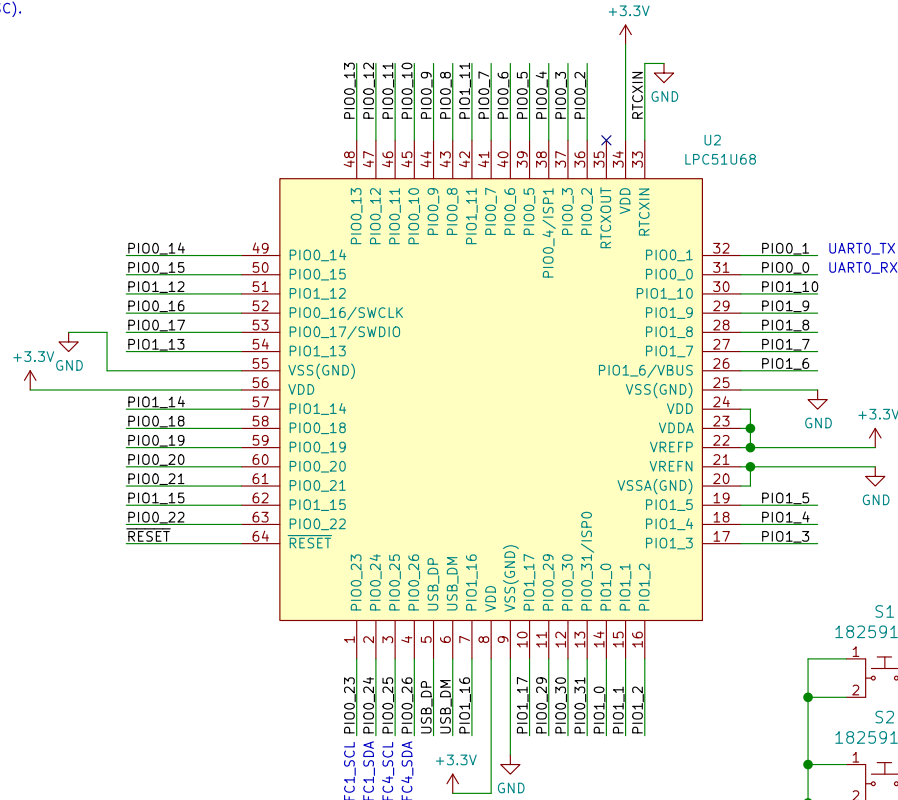 C).
+3.3V
PIO0_13
PIO0_12
PIO0_11
PIO0_10
PIO0_9
PIO0_8
PIO1_11
PIO0_7
PIO0_6
PIO0_5
PIO0_4
PIO0_3
PIO0_2
RTCXIN
GND
48
47
46
45
44
43
42
41
40
39
38
37
36
35
34
33
U2
LPC51U68
PIO0_13
PIO0_12
PIO0_11
PIO0_10
PIO0_9
PIO0_8
PIO1_11
PIO0_7
PIO0_6
PIO0_5
PIO0_4/ISP1
PIO0_3
PIO0_2
RTCXOUT
VDD
RTCXIN
PIO0_14 49 PIO0_14
PIO0_15 50 PIO0_15
PIO1_12 51 PIO1_12
PIO0_16 52 PIO0_16/SWCLK
PIO0_17 53 PIO0_17/SWDIO
PIO1_13 54 PIO1_13
GND 55 VSS(GND)
+3.3V 56 VDD
PIO1_14 57 PIO1_14
PIO0_18 58 PIO0_18
PIO0_19 59 PIO0_19
PIO0_20 60 PIO0_20
PIO0_21 61 PIO0_21
PIO1_15 62 PIO1_15
PIO0_22 63 PIO0_22
RESET 64 RESET
PIO0_1 32 PIO0_1 UART0_TX
PIO0_0 31 PIO0_0 UART0_RX
PIO1_10 30 PIO1_10
PIO1_9 29 PIO1_9
PIO1_8 28 PIO1_8
PIO1_7 27 PIO1_7
PIO1_6/VBUS 26 PIO1_6
VSS(GND) 25
GND
VDD 24
VDDA 23
+3.3V
VREFP 22
VREFN 21
VSSA(GND) 20
GND
PIO1_5 19 PIO1_5
PIO1_4 18 PIO1_4
PIO1_3 17 PIO1_3
PIO0_23
PIO0_24
PIO0_25
PIO0_26
USB_DP
USB_DM
PIO1_16
VDD
VSS(GND)
PIO1_17
PIO0_29
PIO0_30
PIO0_31/ISP0
PIO1_0
PIO1_1
PIO1_2
1
2
3
4
5
6
7
8
9
10
11
12
13
14
15
16
FC1_SCL PIO0_23
FC1_SDA PIO0_24
FC4_SCL PIO0_25
FC4_SDA PIO0_26
USB_DP
USB_DM
PIO1_16
PIO1_17
PIO0_29
PIO0_30
PIO0_31
PIO1_0
PIO1_1
PIO1_2
+3.3V
GND
S1
182591
1
2
S2
182591
1
2